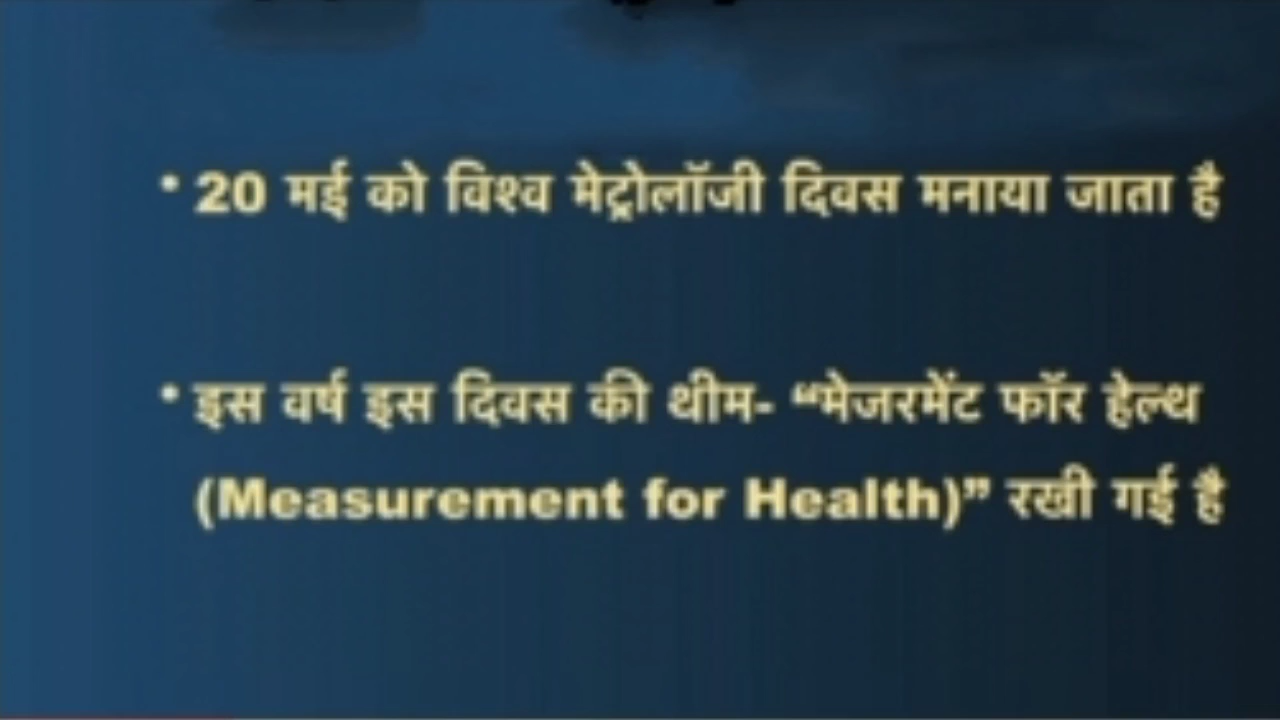 • 20 मई को विश्व मेट्रोलॉजी दिवस मनाया जाता है
• इस वर्ष इस दिवस की थीम- “मेजरमेंट फॉर हेल्थ
(Measurement for Health)” रखी गई है